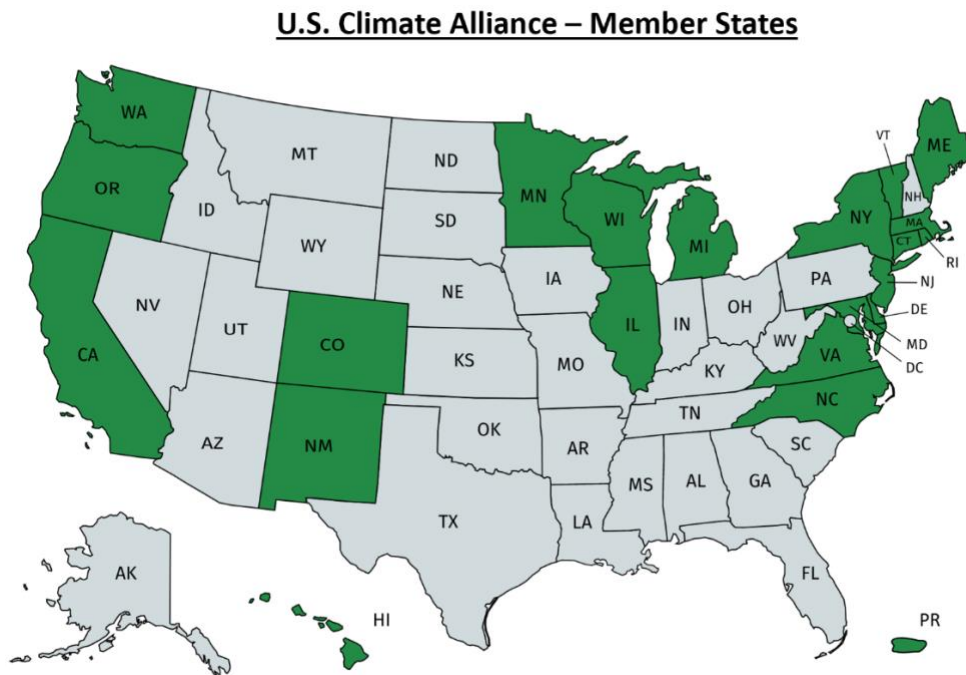 U.S. Climate Alliance – Member States
WA
MT
ND
MN
VT
ME
OR
ID
SD
WI
MI
NY
NH
MA
CT
RI
WY
IA
PA
NJ
NV
NE
IL
IN
OH
DE
UT
CO
WV
MD
CA
KS
MO
KY
VA
DC
NC
AZ
NM
OK
AR
TN
SC
TX
LA
MS
AL
GA
FL
AK
HI
PR